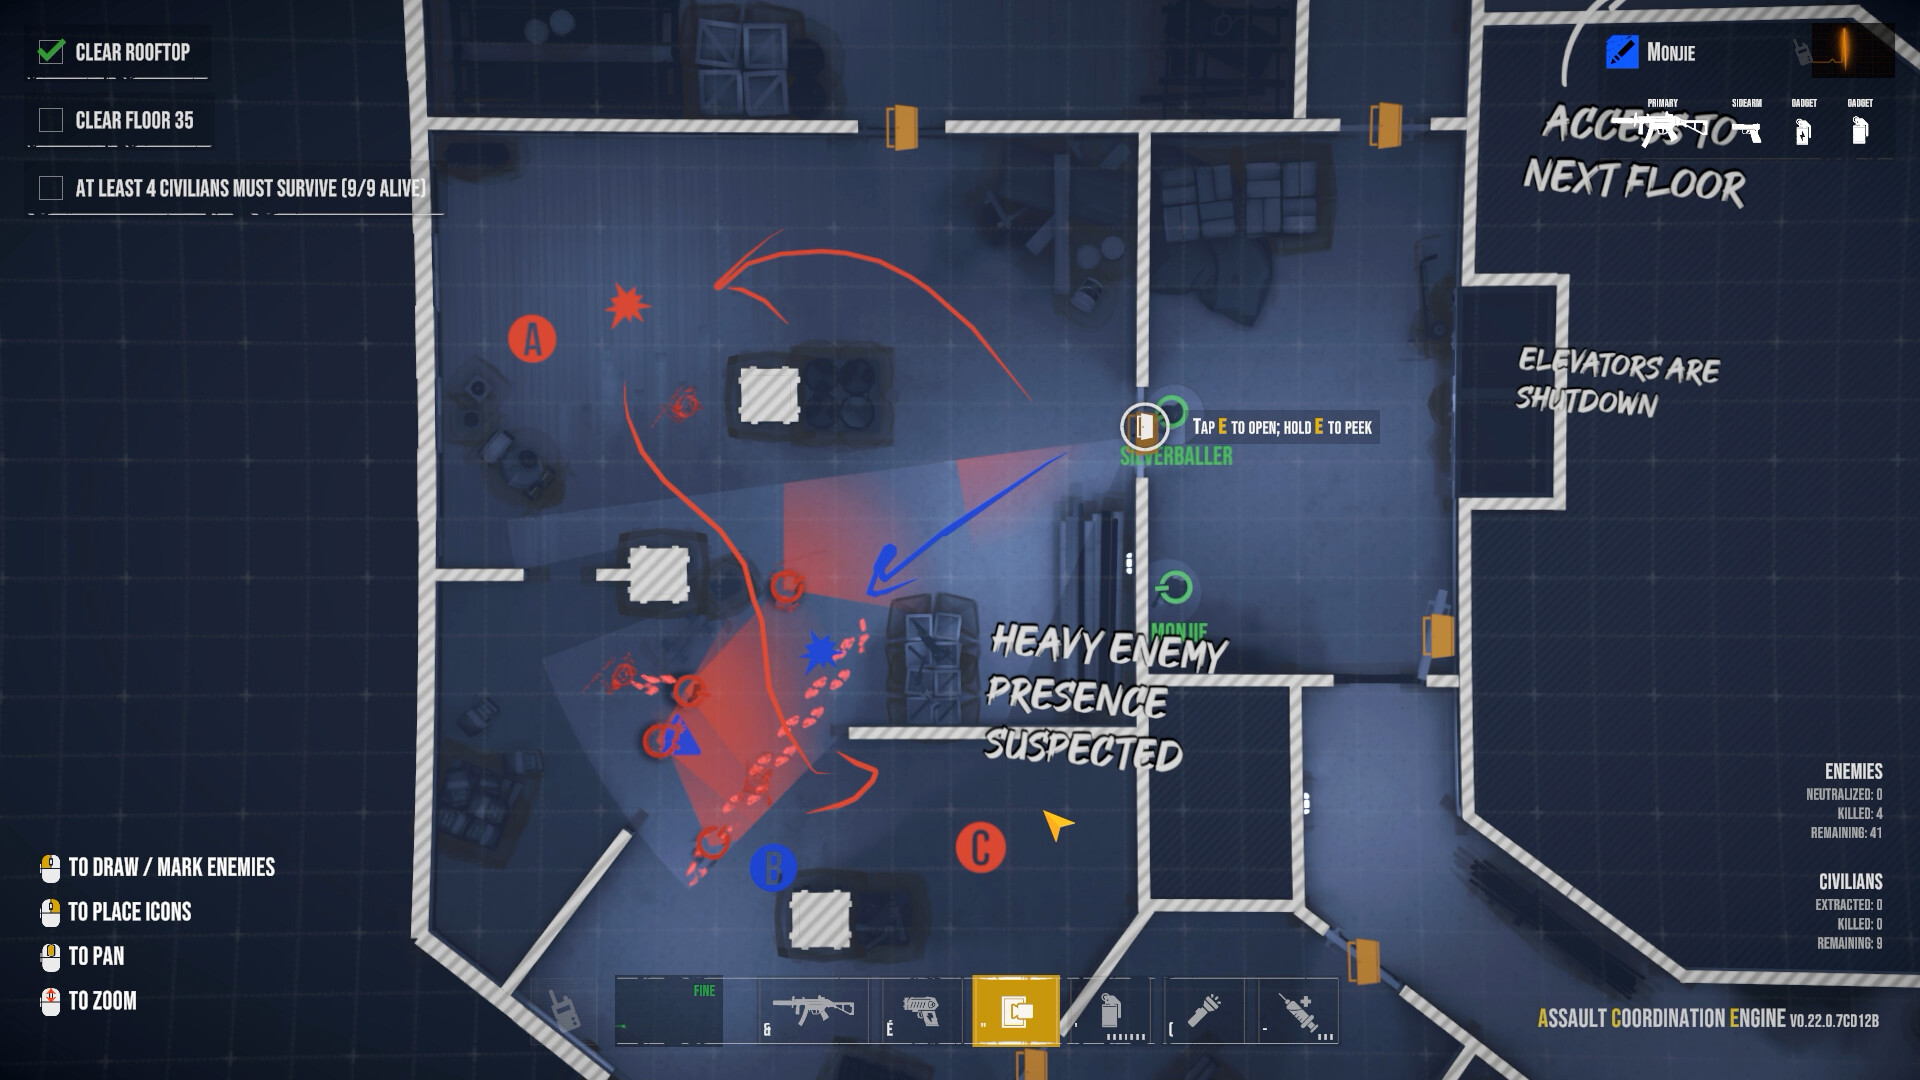 CLEAR ROOFTOP
CLEAR FLOOR 35
AT LEAST 4 CIVILIANS MUST SURVIVE (9/9 ALIVE)
MONJIE
PRIMARY
SIDEARM
GADGET
GADGET
ACCESS TO
NEXT FLOOR
ELEVATORS ARE
SHUTDOWN
A
TAP E TO OPEN; HOLD E TO PEEK
SILVERBALLER
MONJIE
HEAVY ENEMY
PRESENCE
SUSPECTED
B
C
ENEMIES
NEUTRALIZED: 0
KILLED: 4
REMAINING: 41
CIVILIANS
EXTRACTED: 0
KILLED: 0
REMAINING: 9
TO DRAW / MARK ENEMIES
TO PLACE ICONS
TO PAN
TO ZOOM
FINE
&
É
"
'
(
-
ASSAULT COORDINATION ENGINE V0.22.0.7CD12B